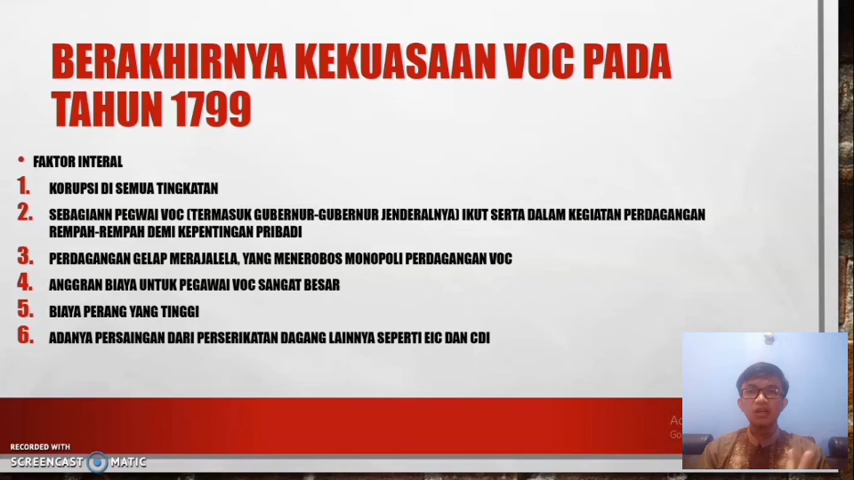 BERAKHIRNYA KEKUASAAN VOC PADA
TAHUN 1799
• FAKTOR INTERAL
1. KORUPSI DI SEMUA TINGKATAN
2. SEBAGIANN PEGWAI VOC (TERMASUK GUBERNUR-GUBERNUR JENDERALNYA) IKUT SERTA DALAM KEGIATAN PERDAGANGAN
REMPAH-REMPAH DEMI KEPENTINGAN PRIBADI
3. PERDAGANGAN GELAP MERAJALELA, YANG MENEROBOS MONOPOLI PERDAGANGAN VOC
4. ANGGRAN BIAYA UNTUK PEGAWAI VOC SANGAT BESAR
5. BIAYA PERANG YANG TINGGI
6. ADANYA PERSAINGAN DARI PERSERIKATAN DAGANG LAINNYA SEPERTI EIC DAN CDI
RECORDED WITH
SCREENCAST MATIC